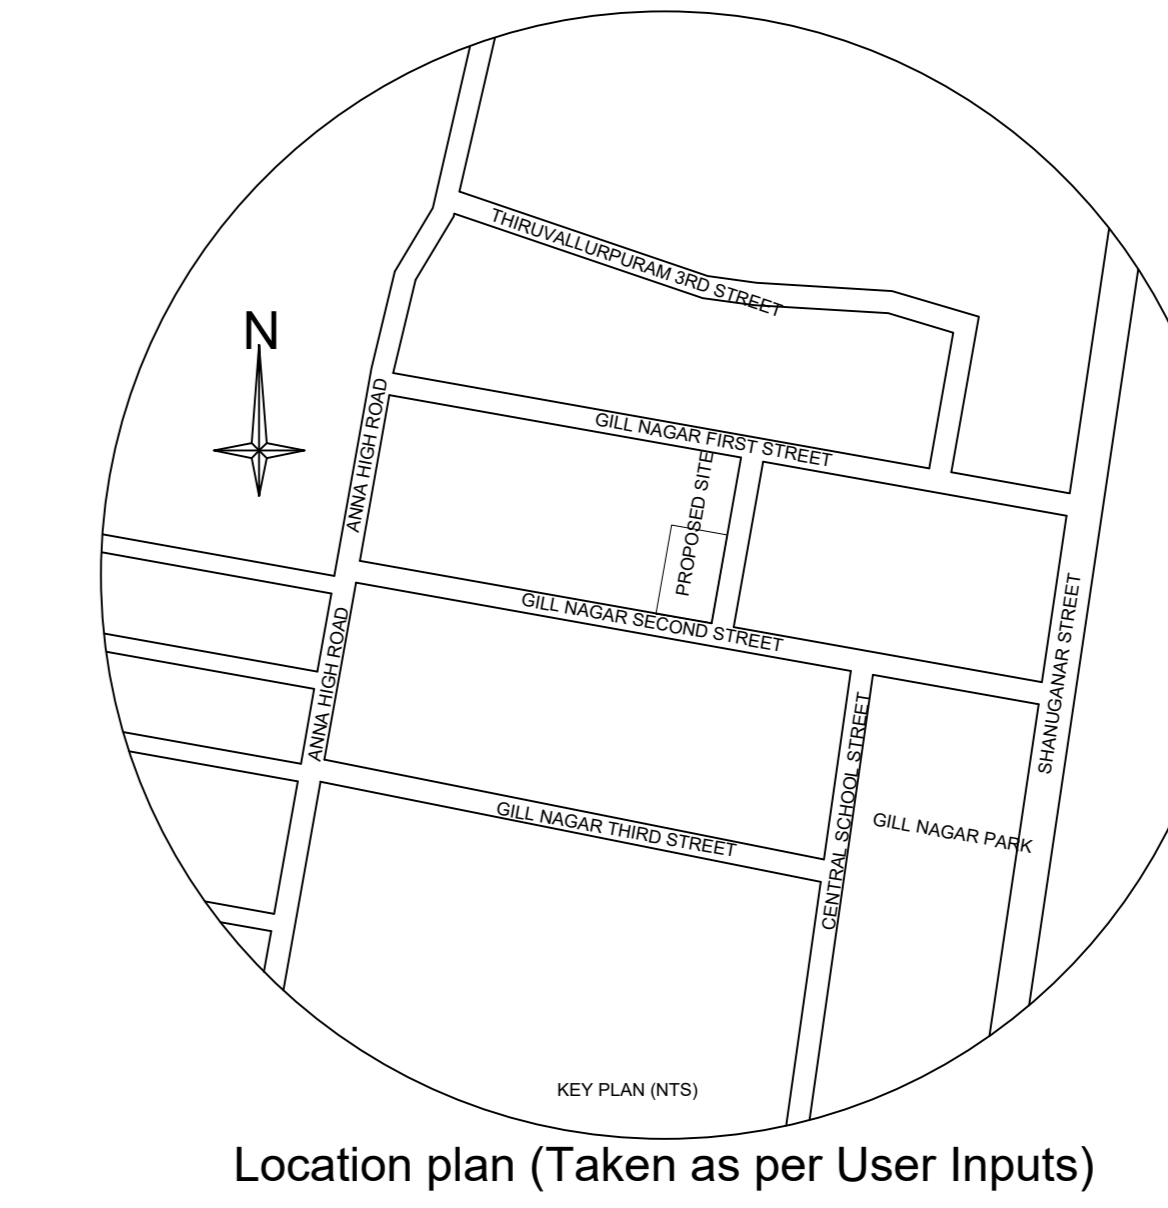 THIRUVALLURPURAM 3RD STREET
N
ANNA HIGH ROAD
GILL NAGAR FIRST STREET
PROPOSED SITE
GILL NAGAR SECOND STREET
ANNA HIGH ROAD
SHANUGANAR STREET
CENTRAL SCHOOL STREET
GILL NAGAR THIRD STREET
GILL NAGAR PARK
KEY PLAN (NTS)
Location plan (Taken as per User Inputs)